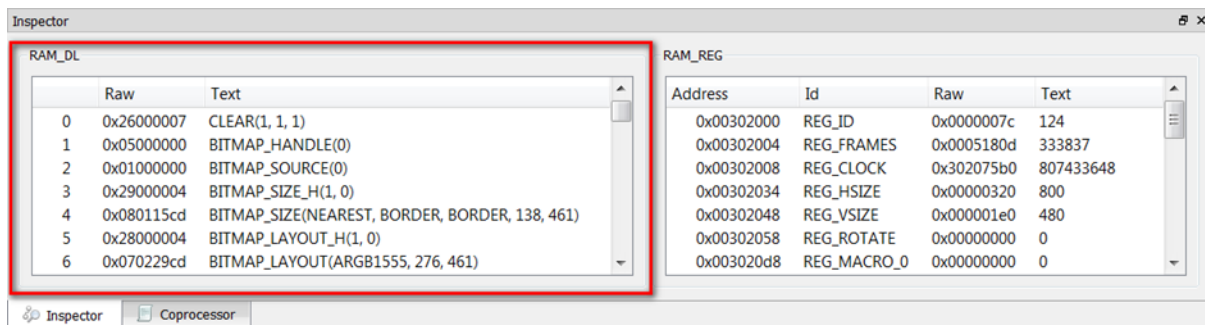 Inspector
RAM_DL
Raw Text
0 0x26000007 CLEAR(1, 1, 1)
1 0x05000000 BITMAP_HANDLE(0)
2 0x01000000 BITMAP_SOURCE(0)
3 0x29000004 BITMAP_SIZE_H(1, 0)
4 0x080115cd BITMAP_SIZE(NEAREST, BORDER, BORDER, 138, 461)
5 0x28000004 BITMAP_LAYOUT_H(1, 0)
6 0x070229cd BITMAP_LAYOUT(ARGB1555, 276, 461)
RAM_REG
Address Id Raw Text
0x00302000 REG_ID 0x0000007c 124
0x00302004 REG_FRAMES 0x0005180d 333837
0x00302008 REG_CLOCK 0x302075b0 807433648
0x00302034 REG_HSIZE 0x00000320 800
0x00302048 REG_VSIZE 0x000001e0 480
0x00302058 REG_ROTATE 0x00000000 0
0x003020d8 REG_MACRO_0 0x00000000 0
Inspector Coprocessor